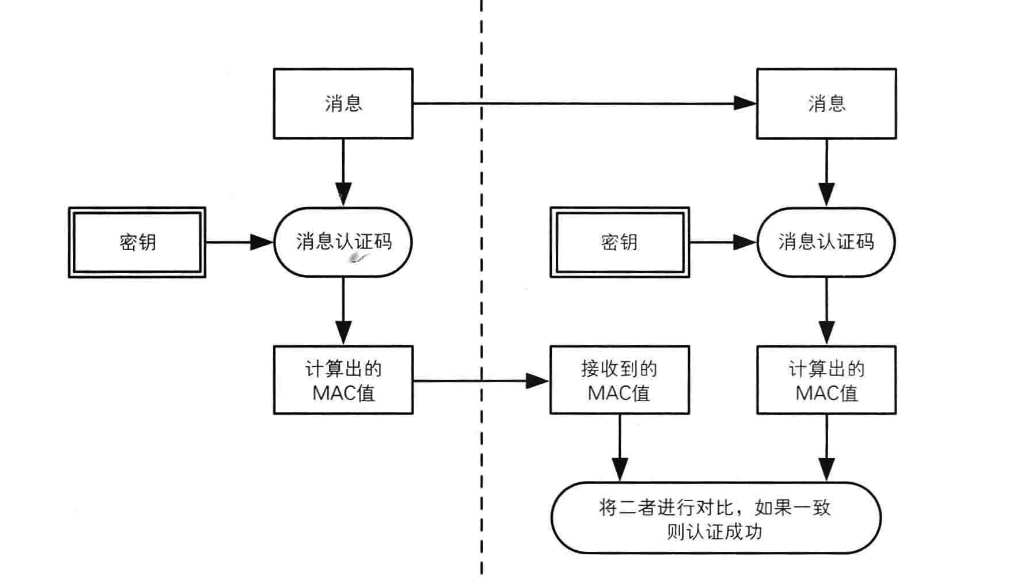 消息
消息
密钥
消息认证码
密钥
消息认证码
计算出的
MAC值
接收到的
MAC值
计算出的
MAC值
将二者进行对比，如果一致
则认证成功